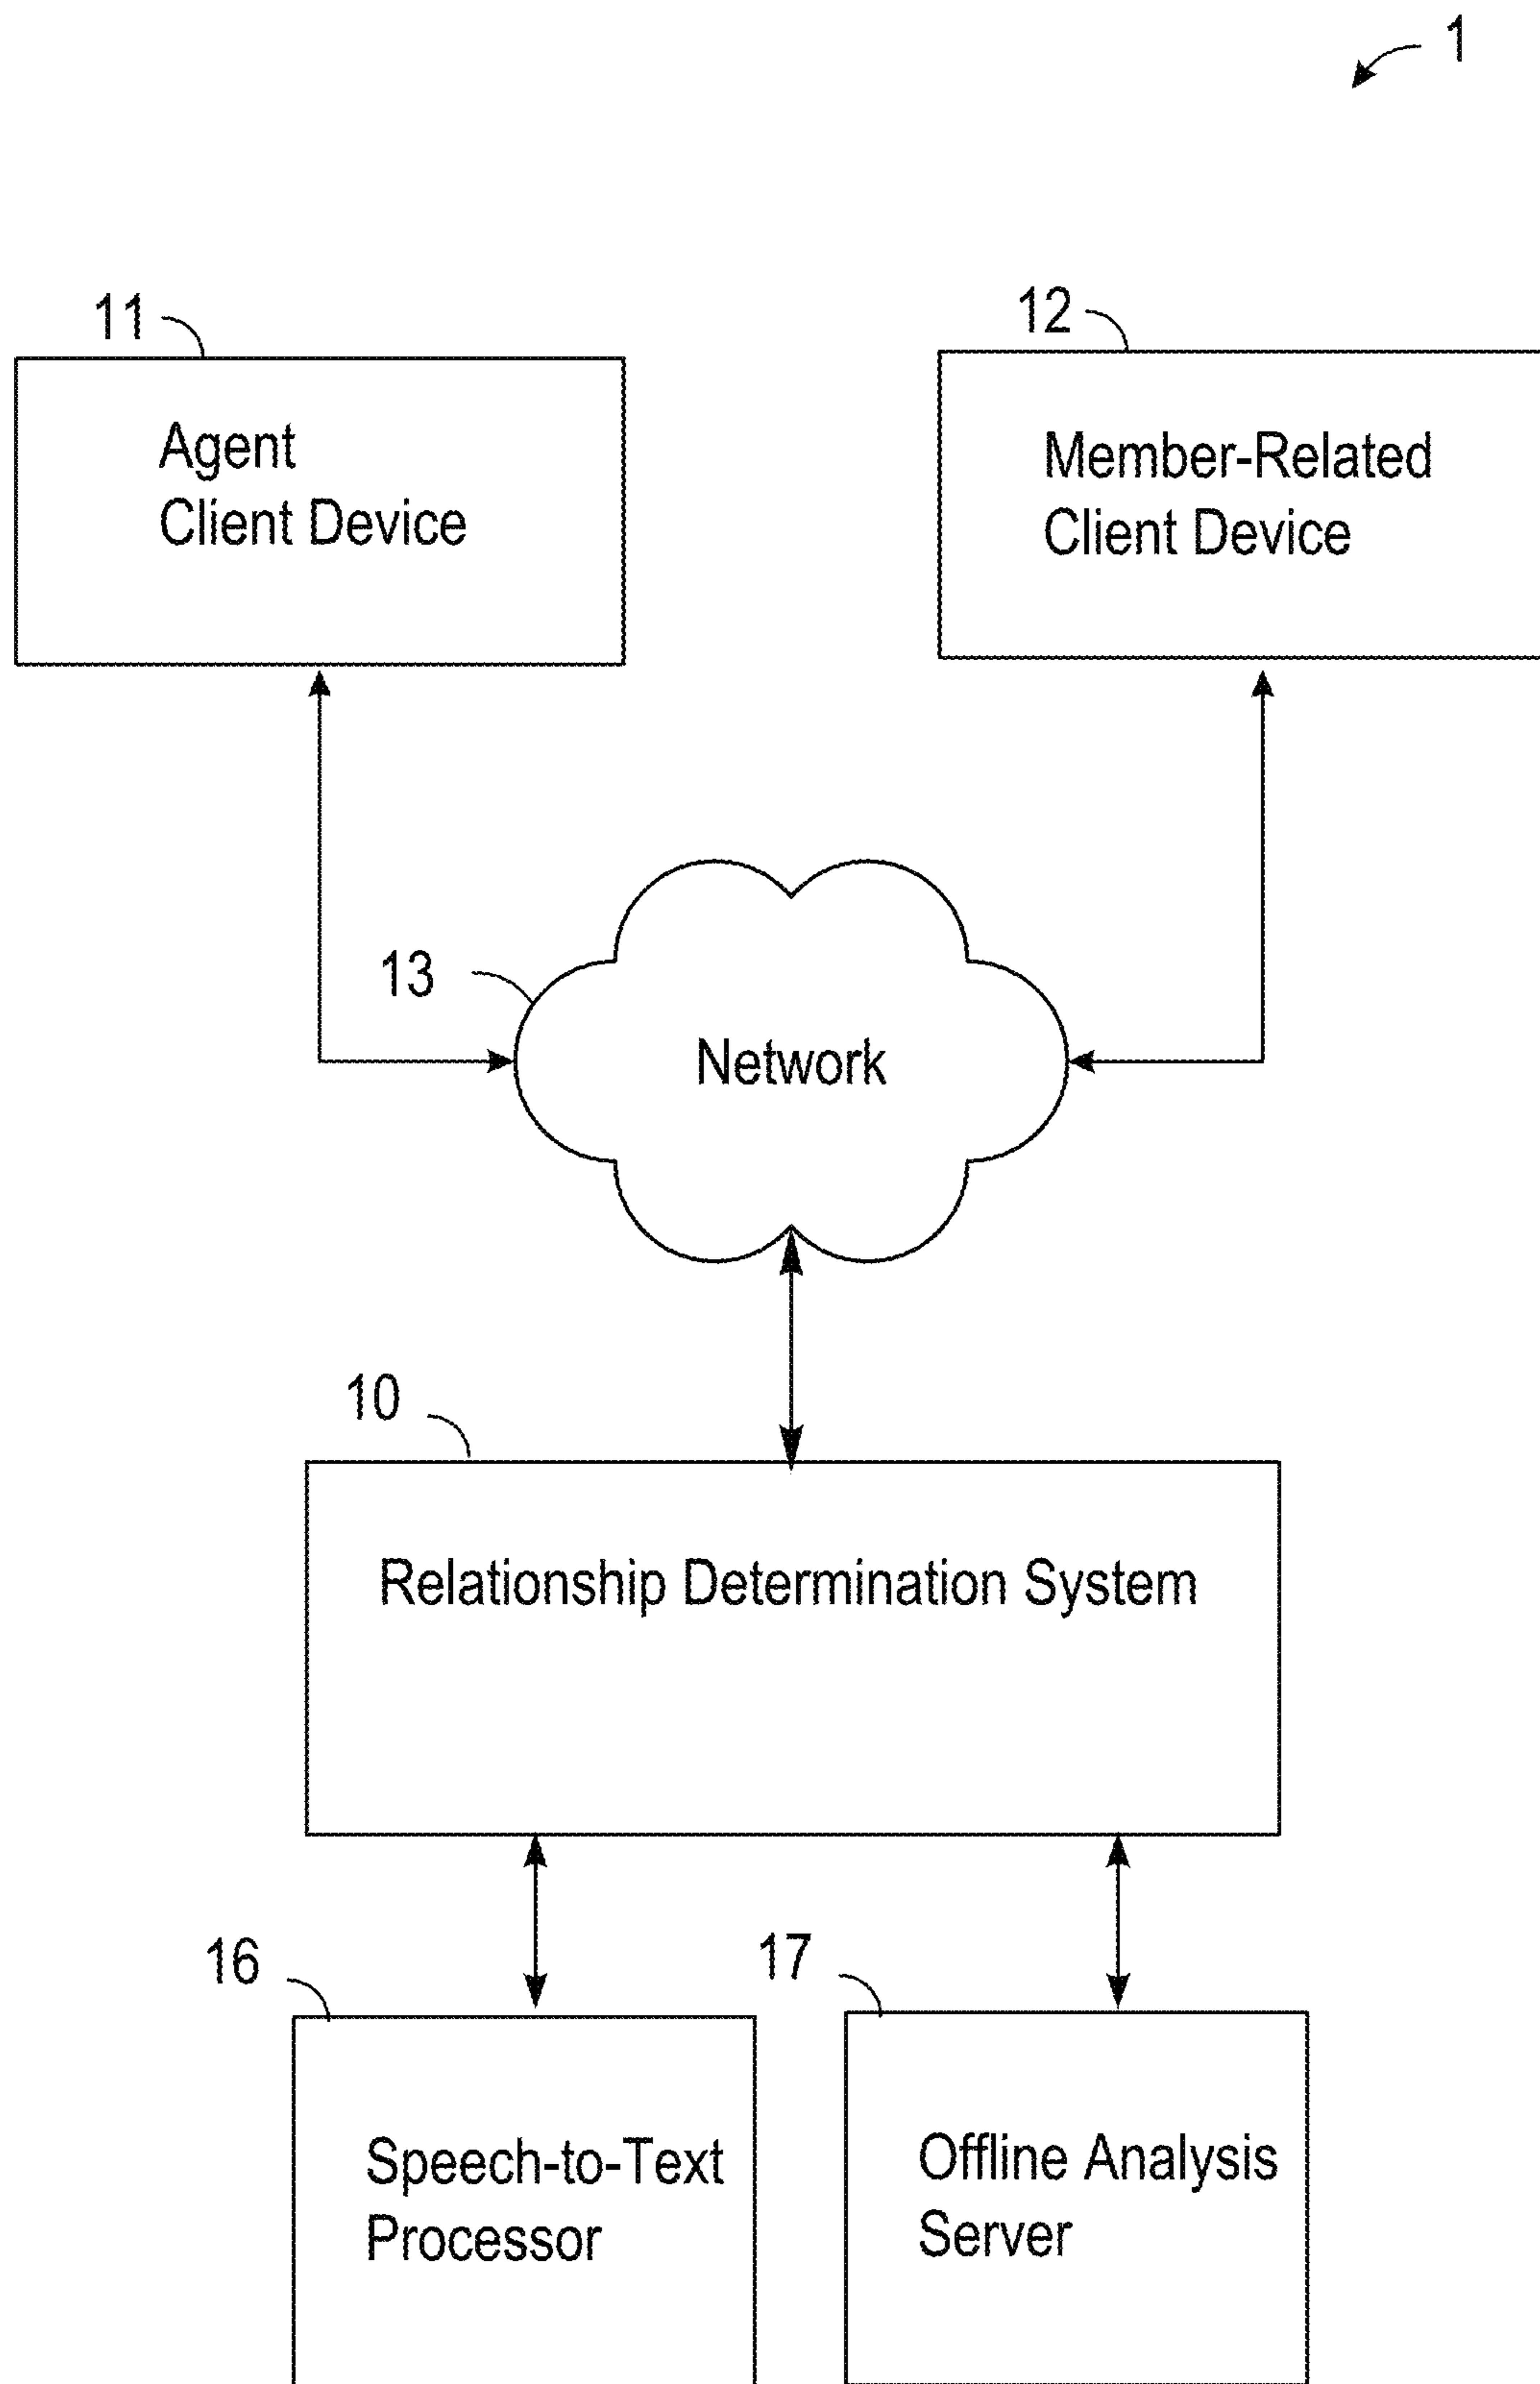 1
11
12
Agent
Client Device
Member-Related
Client Device
13
Network
10
Relationship Determination System
16
17
Speech-to-Text
Processor
Offline Analysis
Server